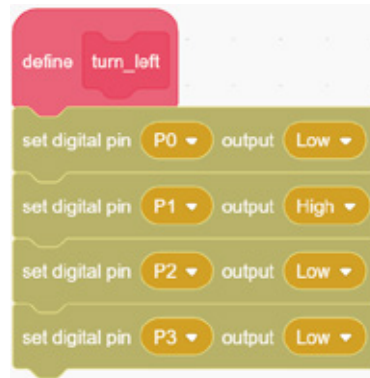 define turn_left
set digital pin P0 output Low
set digital pin P1 output High
set digital pin P2 output Low
set digital pin P3 output Low